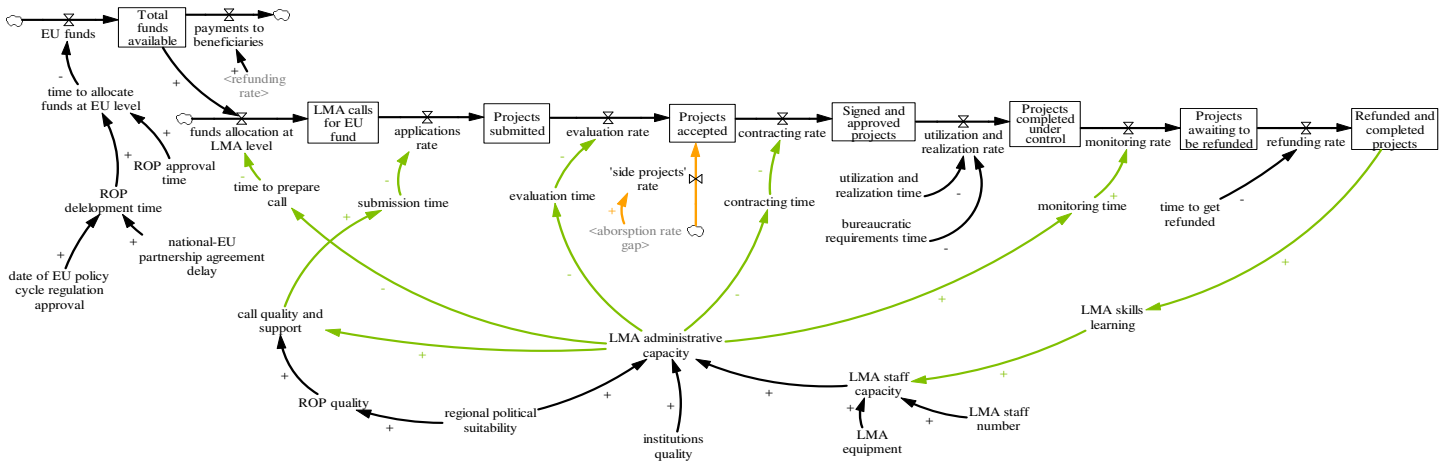 EU funds
Total
funds
available
payments to
beneficiaries
-
+
+
<refunding
rate>
time to allocate
funds at EU level
funds allocation at
LMA level
LMA calls
for EU
fund
applications
rate
Projects
submitted
evaluation rate
Projects
accepted
contracting rate
Signed and
approved
projects
utilization and
realization rate
Projects
completed
under
control
monitoring rate
Projects
awaiting to
be refunded
refunding rate
Refunded and
completed
projects
+
+
ROP approval
time
-
-
-
-
-
-
+
-
time to prepare
call
submission time
evaluation time
'side projects'
rate
+
<aborsption rate
gap>
contracting time
utilization and
realization time
bureaucratic
requirements time
monitoring time
time to get
refunded
ROP
delelopment time
+
+
national-EU
partnership agreement
delay
date of EU policy
cycle regulation
approval
+
-
-
-
+
+
call quality and
support
+
LMA administrative
capacity
LMA skills
learning
+
+
ROP quality
+
regional political
suitability
+
+
institutions
quality
+
LMA staff
capacity
+
+
LMA
equipment
LMA staff
number